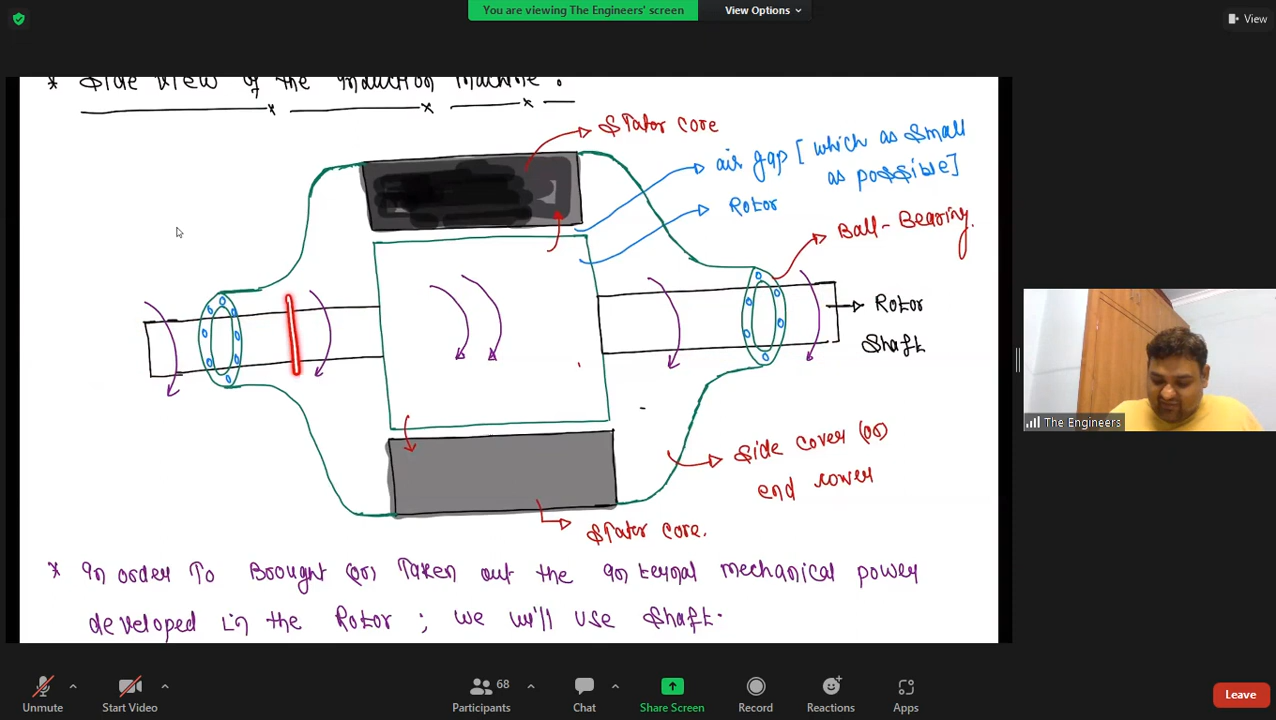 You are viewing The Engineers' screen
View Options
View
* Side view of the Induction Machine :
Stator core
air gap [which as small
as possible]
Rotor
Ball-Bearing
Rotor
Shaft
Side cover (or)
end cover
Stator core.
* In order To Brought (or) Taken out the internal mechanical power
developed in the Rotor ; we will use shaft.
The Engineers
Unmute
Start Video
68
Participants
Chat
Share Screen
Record
Reactions
Apps
Leave